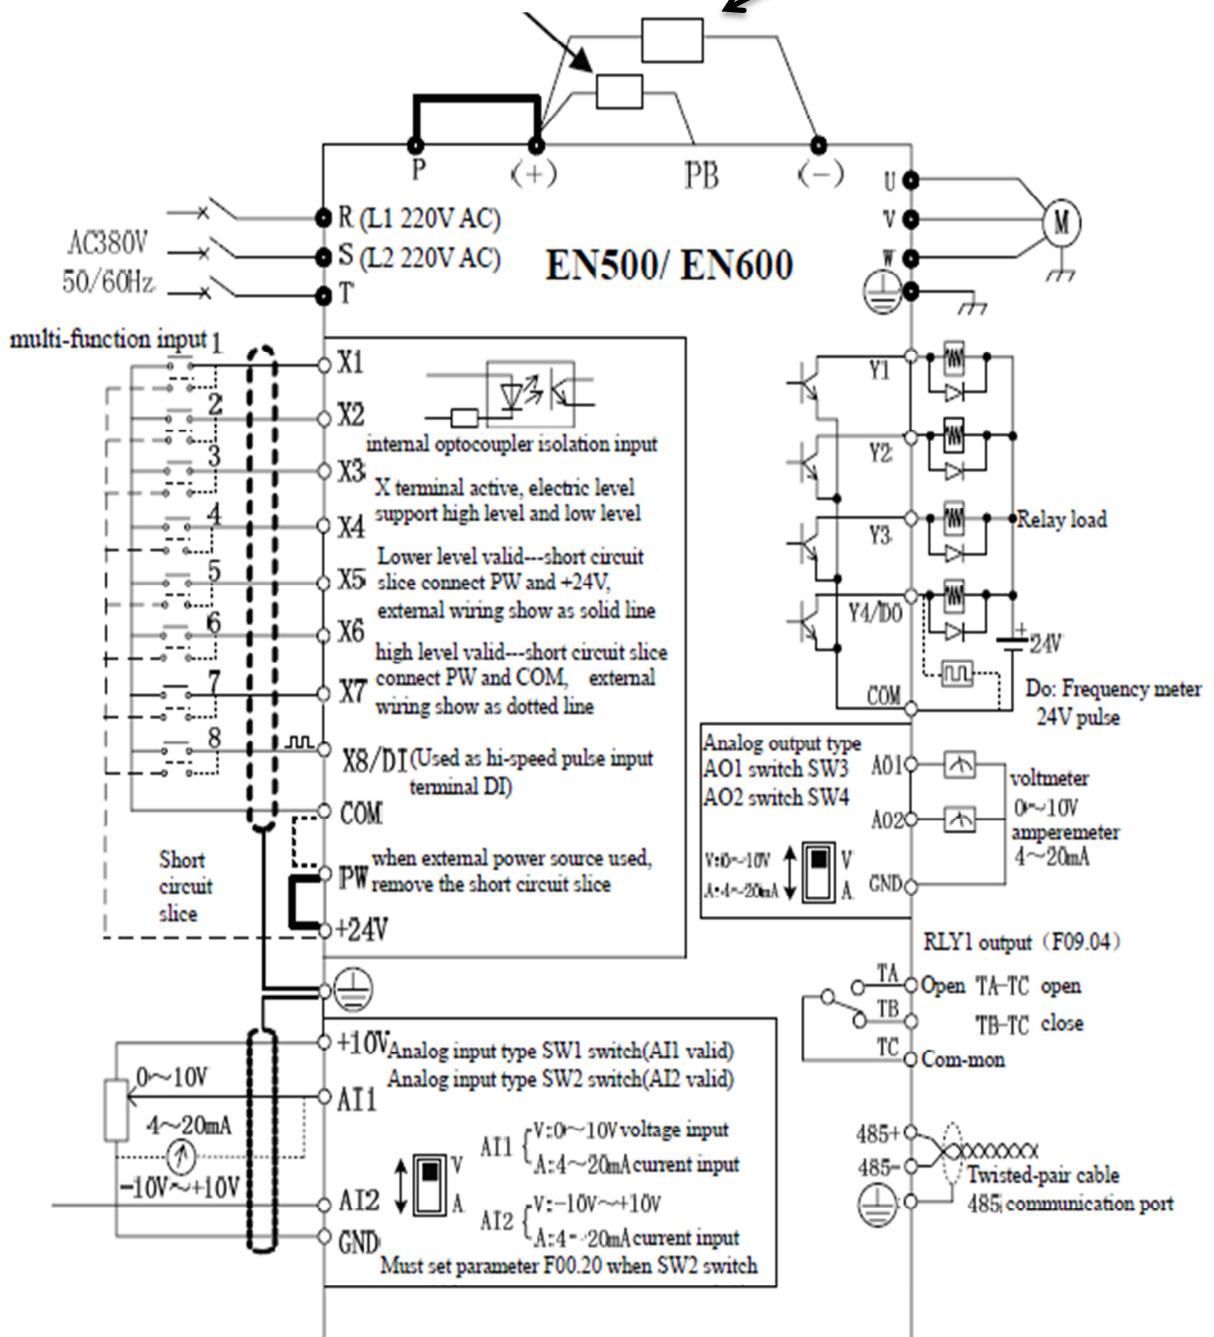 P
(+)
PB
(-)
R (L1 220V AC)
S (L2 220V AC)
T
AC380V
50/60Hz
EN500/ EN600
U
V
W
M
multi-function input
1
2
3
4
5
6
7
8
X1
X2
X3
X4
X5
X6
X7
X8/DI (Used as hi-speed pulse input
terminal DI)
COM
PW
+24V
internal optocoupler isolation input
X terminal active, electric level
support high level and low level
Lower level valid---short circuit
slice connect PW and +24V,
external wiring show as solid line
high level valid---short circuit slice
connect PW and COM, external
wiring show as dotted line
when external power source used,
remove the short circuit slice
Short
circuit
slice
Y1
Y2
Y3
Y4/DO
COM
Relay load
+
24V
Do: Frequency meter
24V pulse
Analog output type
AO1 switch SW3
AO2 switch SW4
V:0~10V
A:4~20mA
V
A
AO1
AO2
GND
voltmeter
0~10V
amperemeter
4~20mA
RLY1 output (F09.04)
TA
TB
TC
Open TA-TC open
TB-TC close
Com-mon
+10V
AI1
AI2
GND
0~10V
4~20mA
-10V~+10V
Analog input type SW1 switch(AI1 valid)
Analog input type SW2 switch(AI2 valid)
V
A
AI1
V:0~10V voltage input
A:4~20mA current input
AI2
V:-10V~+10V
A:4--20mA current input
Must set parameter F00.20 when SW2 switch
485+
485-
Twisted-pair cable
485 communication port